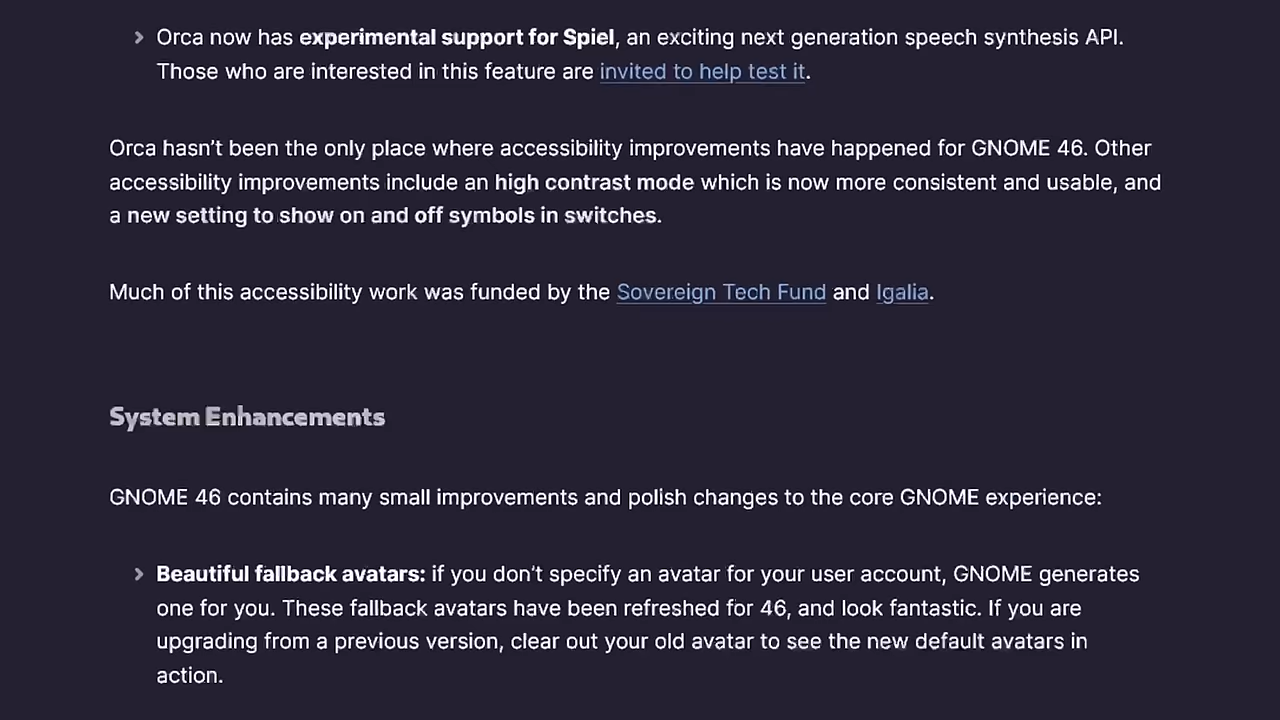 Orca now has experimental support for Spiel, an exciting next generation speech synthesis API.
Those who are interested in this feature are invited to help test it.
Orca hasn’t been the only place where accessibility improvements have happened for GNOME 46. Other
accessibility improvements include an high contrast mode which is now more consistent and usable, and
a new setting to show on and off symbols in switches.
Much of this accessibility work was funded by the Sovereign Tech Fund and Igalia.
System Enhancements
GNOME 46 contains many small improvements and polish changes to the core GNOME experience:
Beautiful fallback avatars: if you don’t specify an avatar for your user account, GNOME generates
one for you. These fallback avatars have been refreshed for 46, and look fantastic. If you are
upgrading from a previous version, clear out your old avatar to see the new default avatars in
action.